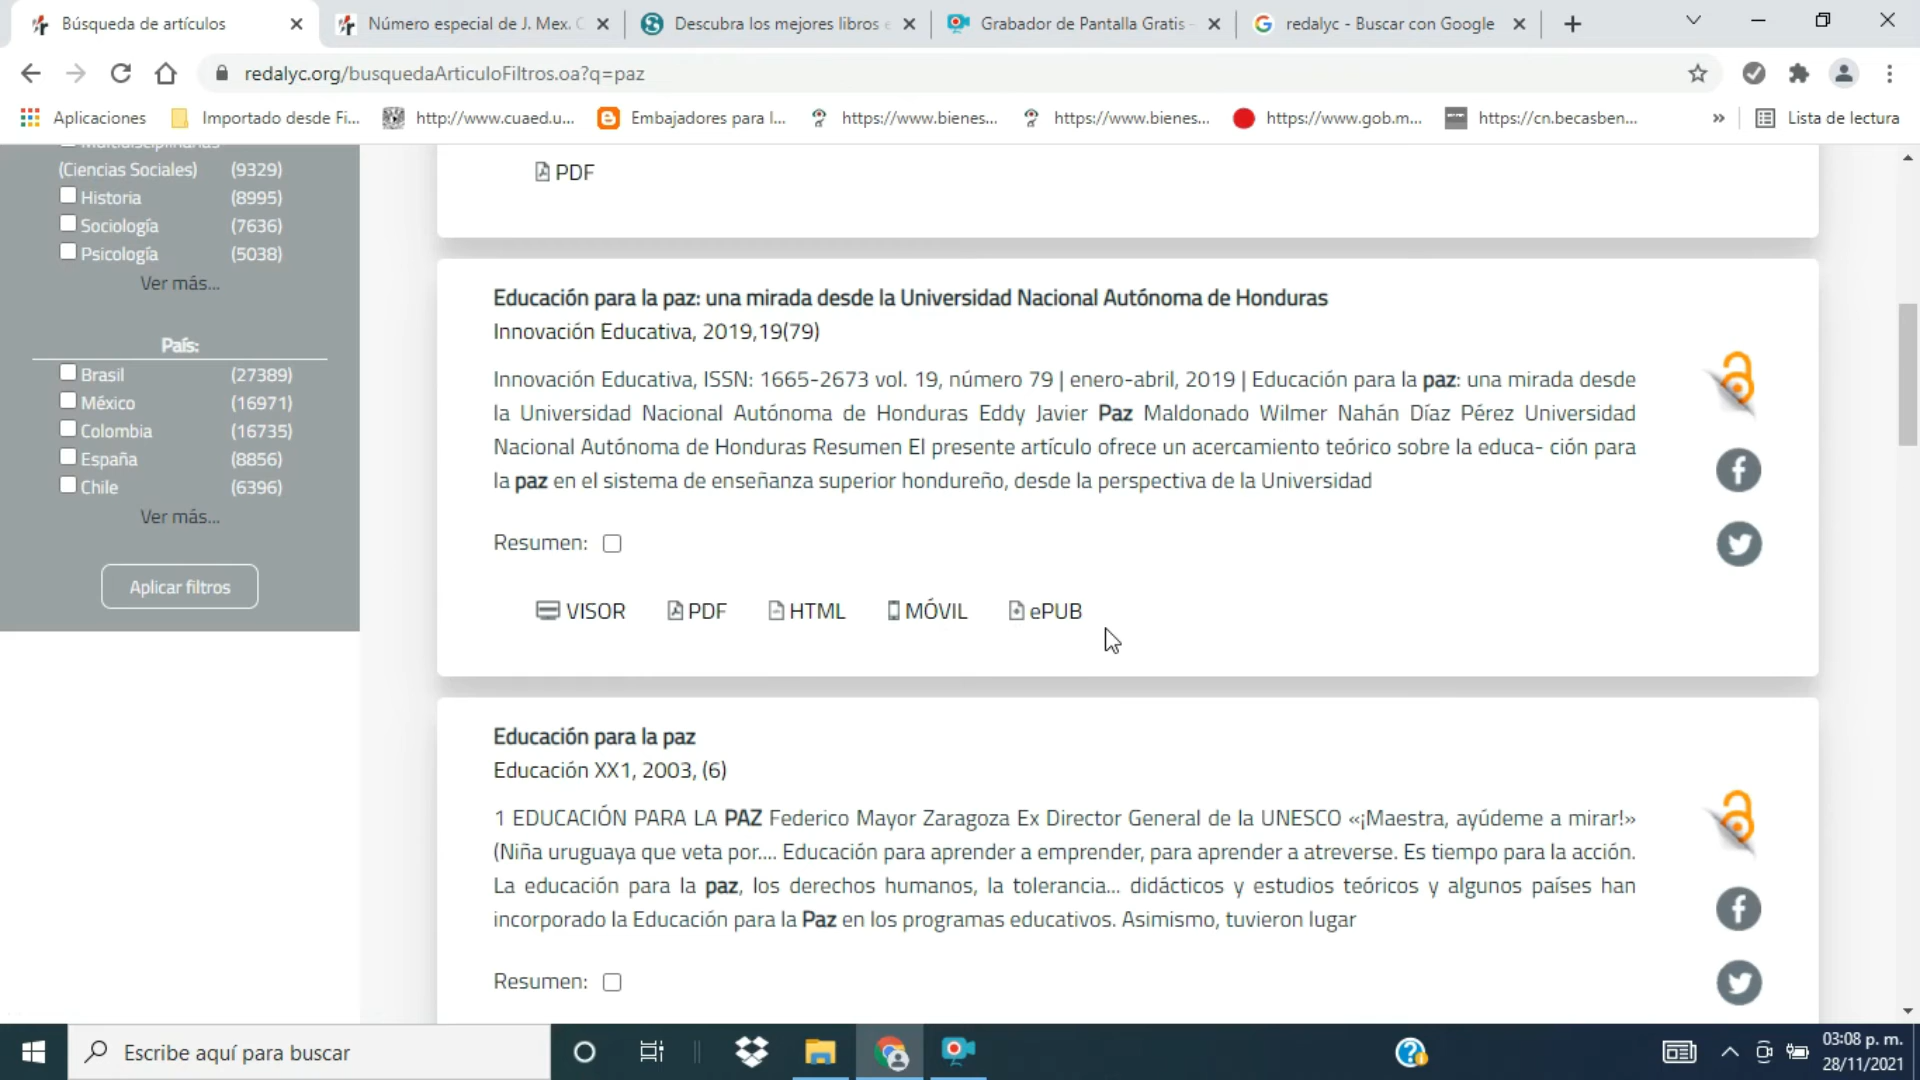 Búsqueda de artículos
Número especial de J. Mex. C
Descubra los mejores libros e
Grabador de Pantalla Gratis -
redalyc - Buscar con Google
redalyc.org/busquedaArticuloFiltros.oa?q=paz
Aplicaciones
Importado desde Fi...
http://www.cuaed.u...
Embajadores para l...
https://www.bienes...
https://www.bienes...
https://www.gob.m...
https://cn.becasben...
»
Lista de lectura
Multidisciplinarias
(Ciencias Sociales) (9329)
Historia (8995)
Sociología (7636)
Psicología (5038)
Ver más...
País:
Brasil (27389)
México (16971)
Colombia (16735)
España (8856)
Chile (6396)
Ver más...
Aplicar filtros
PDF
Educación para la paz: una mirada desde la Universidad Nacional Autónoma de Honduras
Innovación Educativa, 2019,19(79)
Innovación Educativa, ISSN: 1665-2673 vol. 19, número 79 | enero-abril, 2019 | Educación para la paz: una mirada desde
la Universidad Nacional Autónoma de Honduras Eddy Javier Paz Maldonado Wilmer Nahán Díaz Pérez Universidad
Nacional Autónoma de Honduras Resumen El presente artículo ofrece un acercamiento teórico sobre la educa- ción para
la paz en el sistema de enseñanza superior hondureño, desde la perspectiva de la Universidad
Resumen:
VISOR PDF HTML MÓVIL ePUB
Educación para la paz
Educación XX1, 2003, (6)
1 EDUCACIÓN PARA LA PAZ Federico Mayor Zaragoza Ex Director General de la UNESCO «¡Maestra, ayúdeme a mirar!»
(Niña uruguaya que veta por.... Educación para aprender a emprender, para aprender a atreverse. Es tiempo para la acción.
La educación para la paz, los derechos humanos, la tolerancia... didácticos y estudios teóricos y algunos países han
incorporado la Educación para la Paz en los programas educativos. Asimismo, tuvieron lugar
Resumen:
Escribe aquí para buscar
03:08 p. m.
28/11/2021